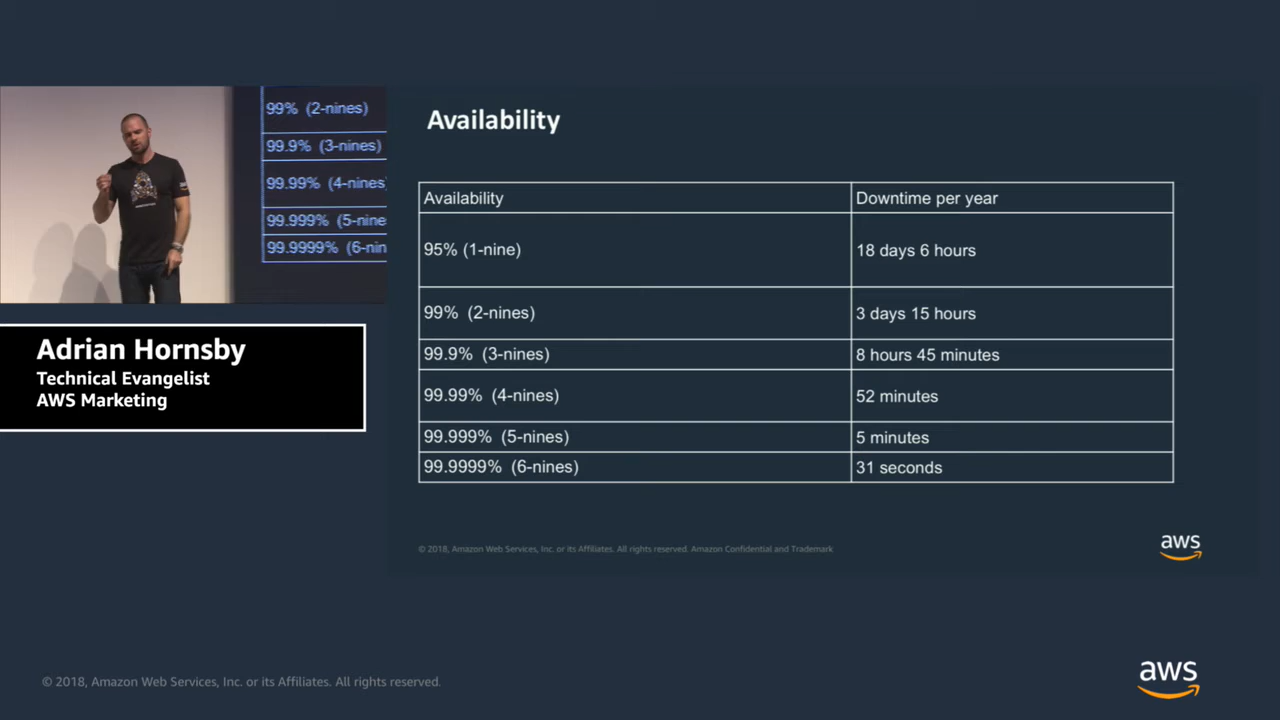 99% (2-nines)
99.9% (3-nines)
99.99% (4-nines
99.999% (5-nine
99.9999% (6-nin
Adrian Hornsby
Technical Evangelist
AWS Marketing
Availability
Availability Downtime per year
95% (1-nine) 18 days 6 hours
99% (2-nines) 3 days 15 hours
99.9% (3-nines) 8 hours 45 minutes
99.99% (4-nines) 52 minutes
99.999% (5-nines) 5 minutes
99.9999% (6-nines) 31 seconds
© 2018, Amazon Web Services, Inc. or its Affiliates. All rights reserved. Amazon Confidential and Trademark
aws
© 2018, Amazon Web Services, Inc. or its Affiliates. All rights reserved.
aws